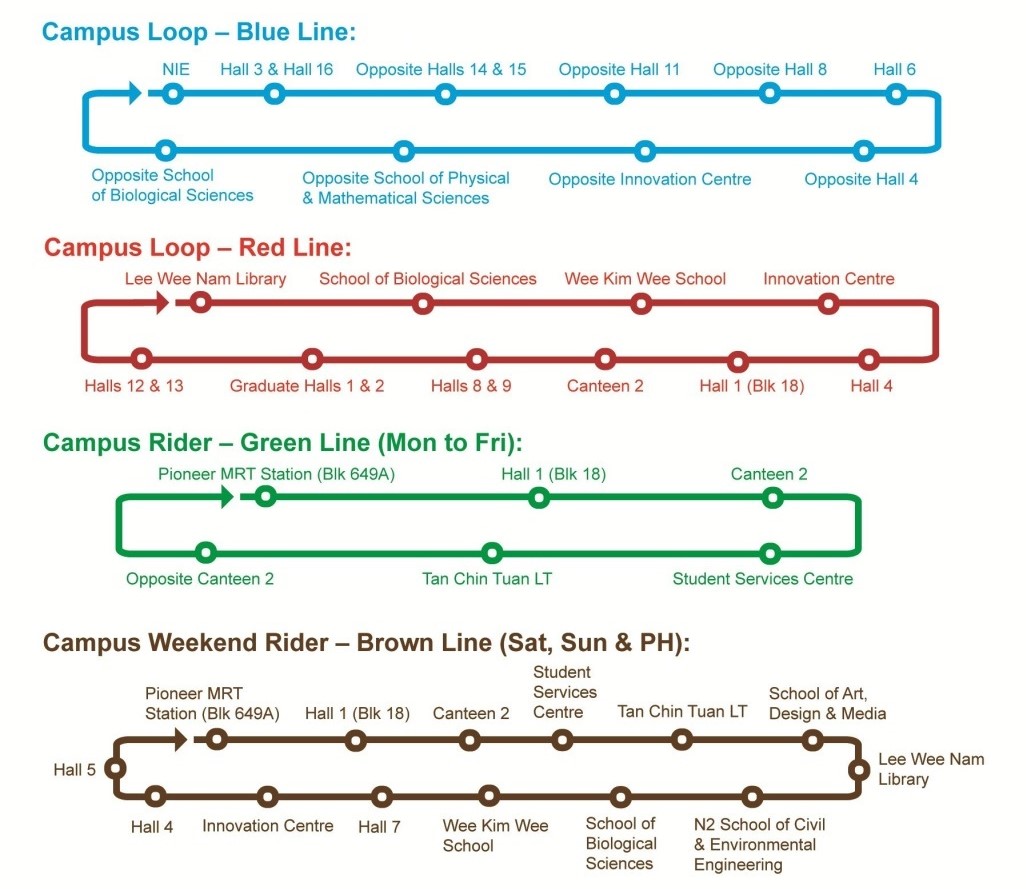 Campus Loop – Blue Line:
NIE
Hall 3 & Hall 16
Opposite Halls 14 & 15
Opposite Hall 11
Opposite Hall 8
Hall 6
Opposite School
of Biological Sciences
Opposite School of Physical
& Mathematical Sciences
Opposite Innovation Centre
Opposite Hall 4
Campus Loop – Red Line:
Lee Wee Nam Library
School of Biological Sciences
Wee Kim Wee School
Innovation Centre
Halls 12 & 13
Graduate Halls 1 & 2
Halls 8 & 9
Canteen 2
Hall 1 (Blk 18)
Hall 4
Campus Rider – Green Line (Mon to Fri):
Pioneer MRT Station (Blk 649A)
Hall 1 (Blk 18)
Canteen 2
Opposite Canteen 2
Tan Chin Tuan LT
Student Services Centre
Campus Weekend Rider – Brown Line (Sat, Sun & PH):
Pioneer MRT
Station (Blk 649A)
Hall 1 (Blk 18)
Canteen 2
Student
Services
Centre
Tan Chin Tuan LT
School of Art,
Design & Media
Hall 5
Lee Wee Nam
Library
Hall 4
Innovation Centre
Hall 7
Wee Kim Wee
School
School of
Biological
Sciences
N2 School of Civil
& Environmental
Engineering